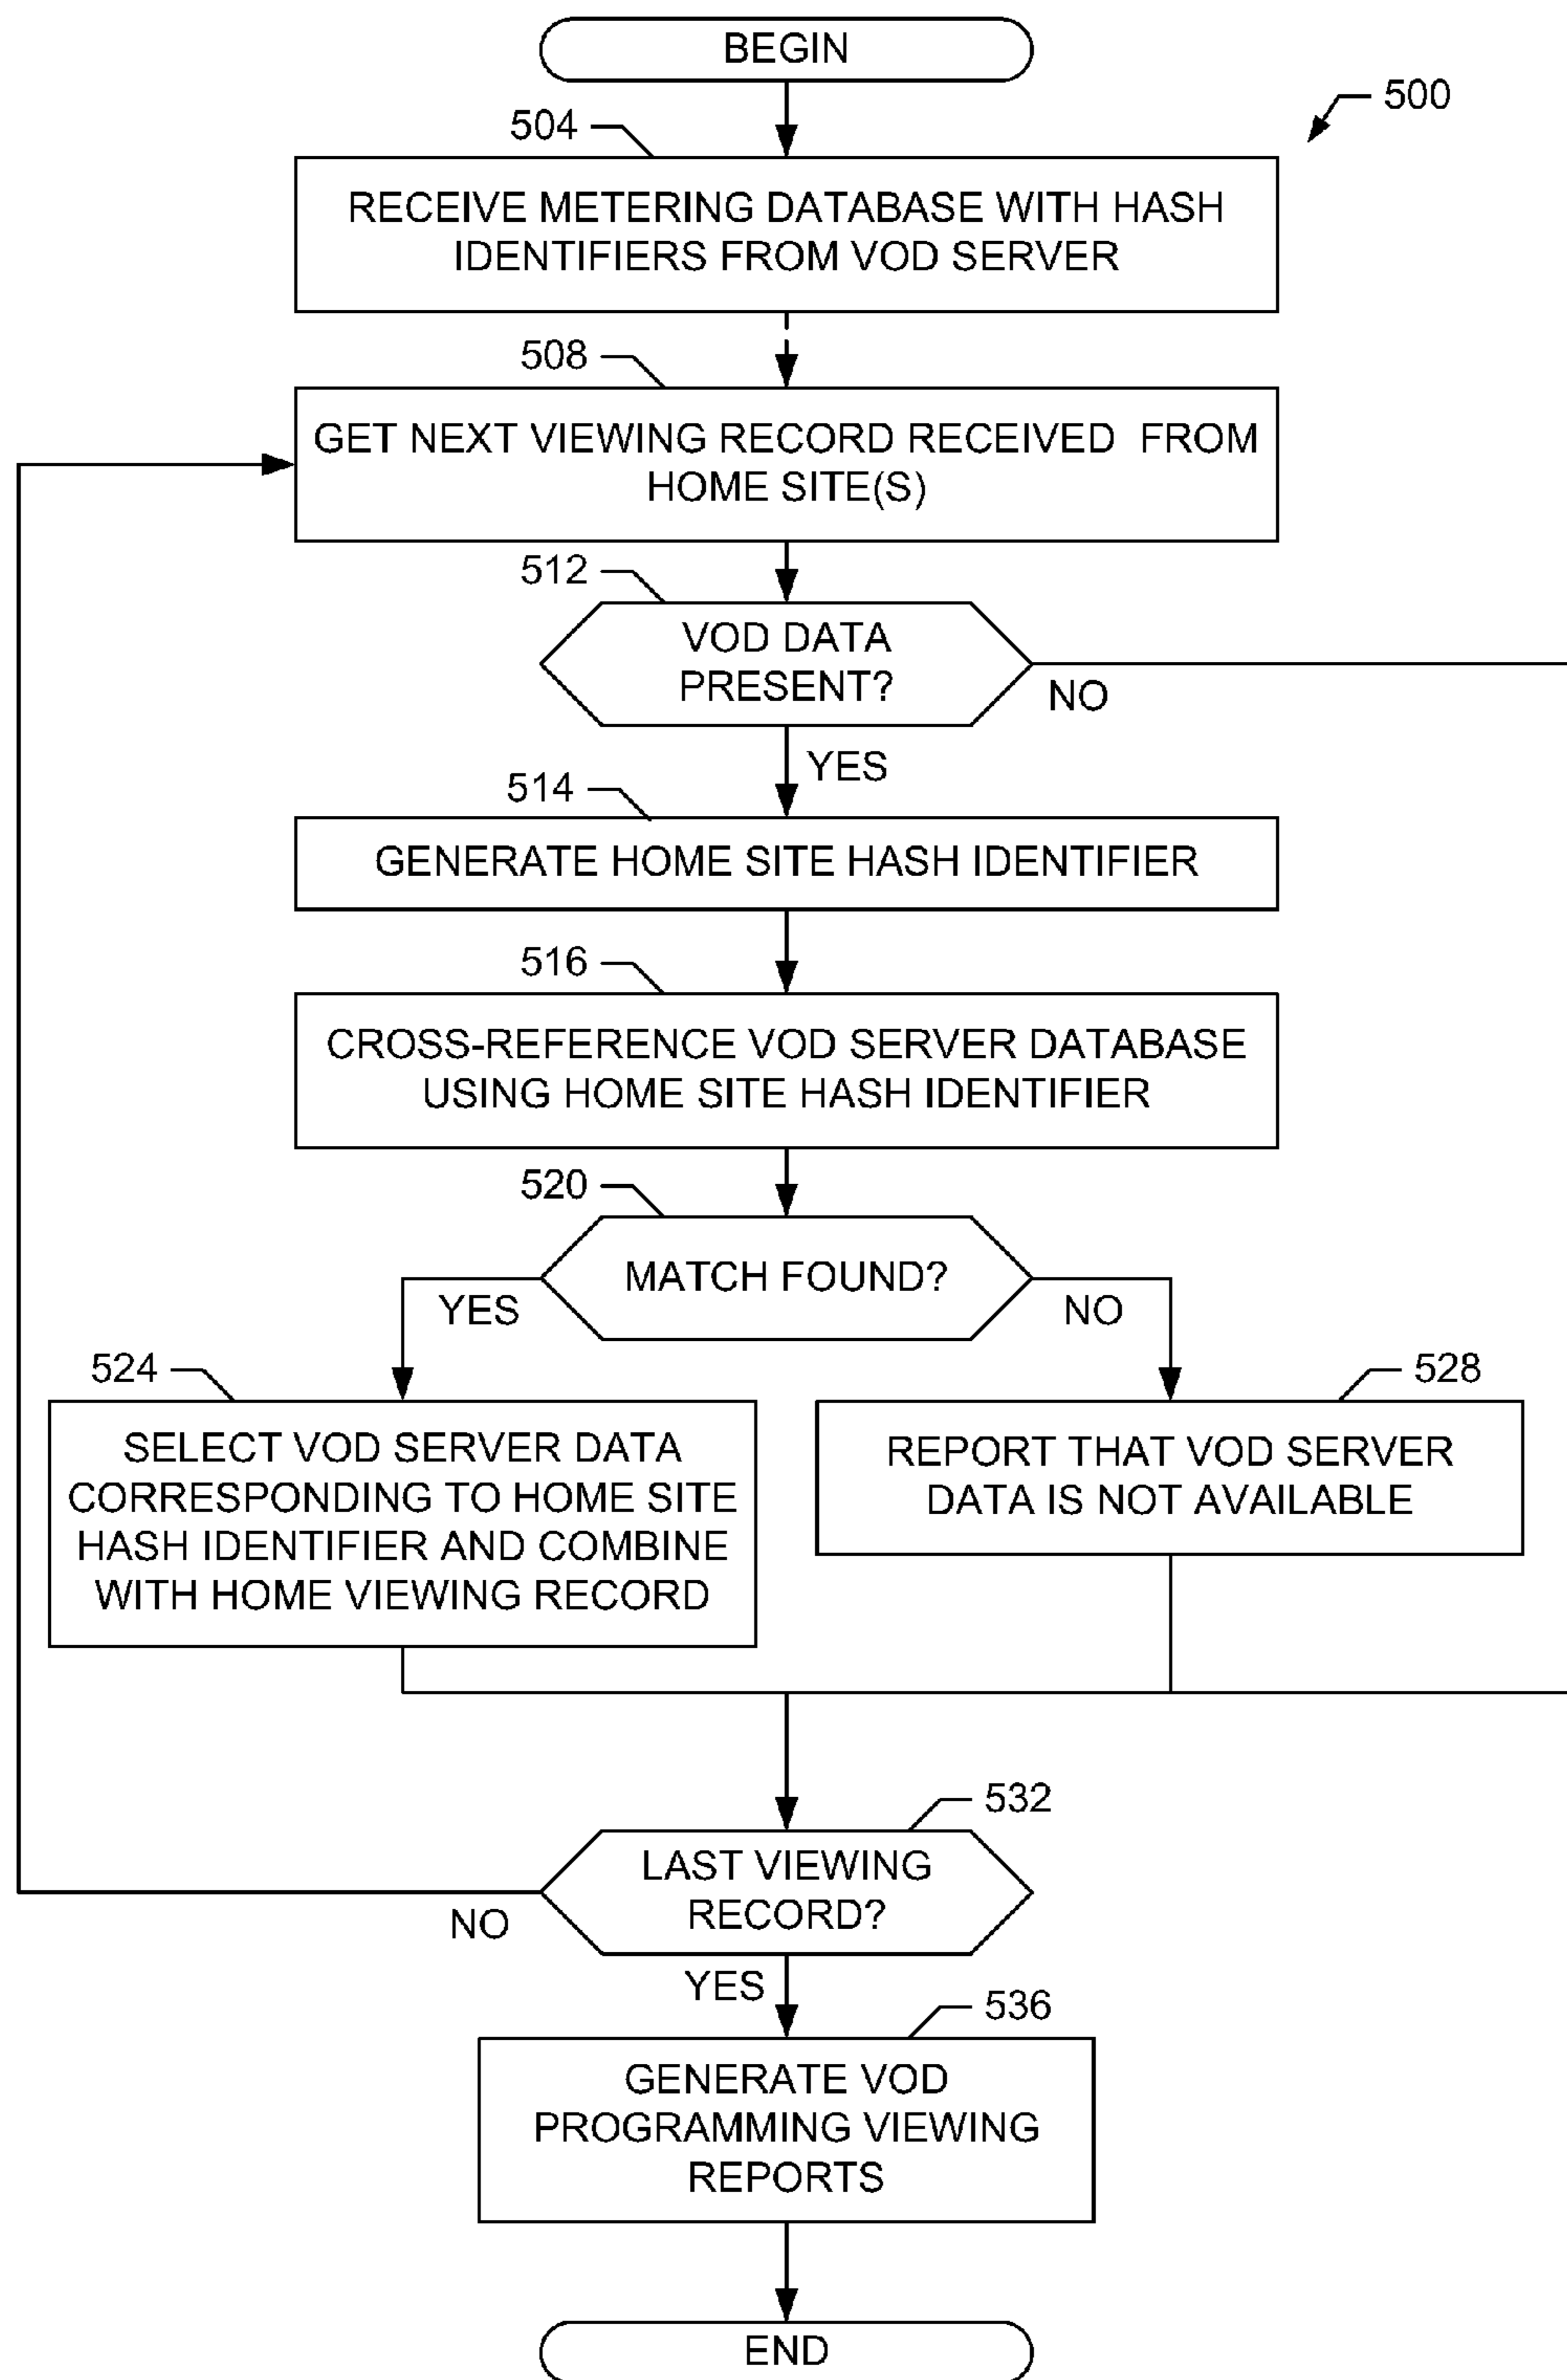 BEGIN
500
504
RECEIVE METERING DATABASE WITH HASH
IDENTIFIERS FROM VOD SERVER
508
GET NEXT VIEWING RECORD RECEIVED FROM
HOME SITE(S)
512
VOD DATA
PRESENT?
NO
YES
514
GENERATE HOME SITE HASH IDENTIFIER
516
CROSS-REFERENCE VOD SERVER DATABASE
USING HOME SITE HASH IDENTIFIER
520
MATCH FOUND?
YES
NO
524
SELECT VOD SERVER DATA
CORRESPONDING TO HOME SITE
HASH IDENTIFIER AND COMBINE
WITH HOME VIEWING RECORD
528
REPORT THAT VOD SERVER
DATA IS NOT AVAILABLE
532
LAST VIEWING
RECORD?
NO
YES
536
GENERATE VOD
PROGRAMMING VIEWING
REPORTS
END